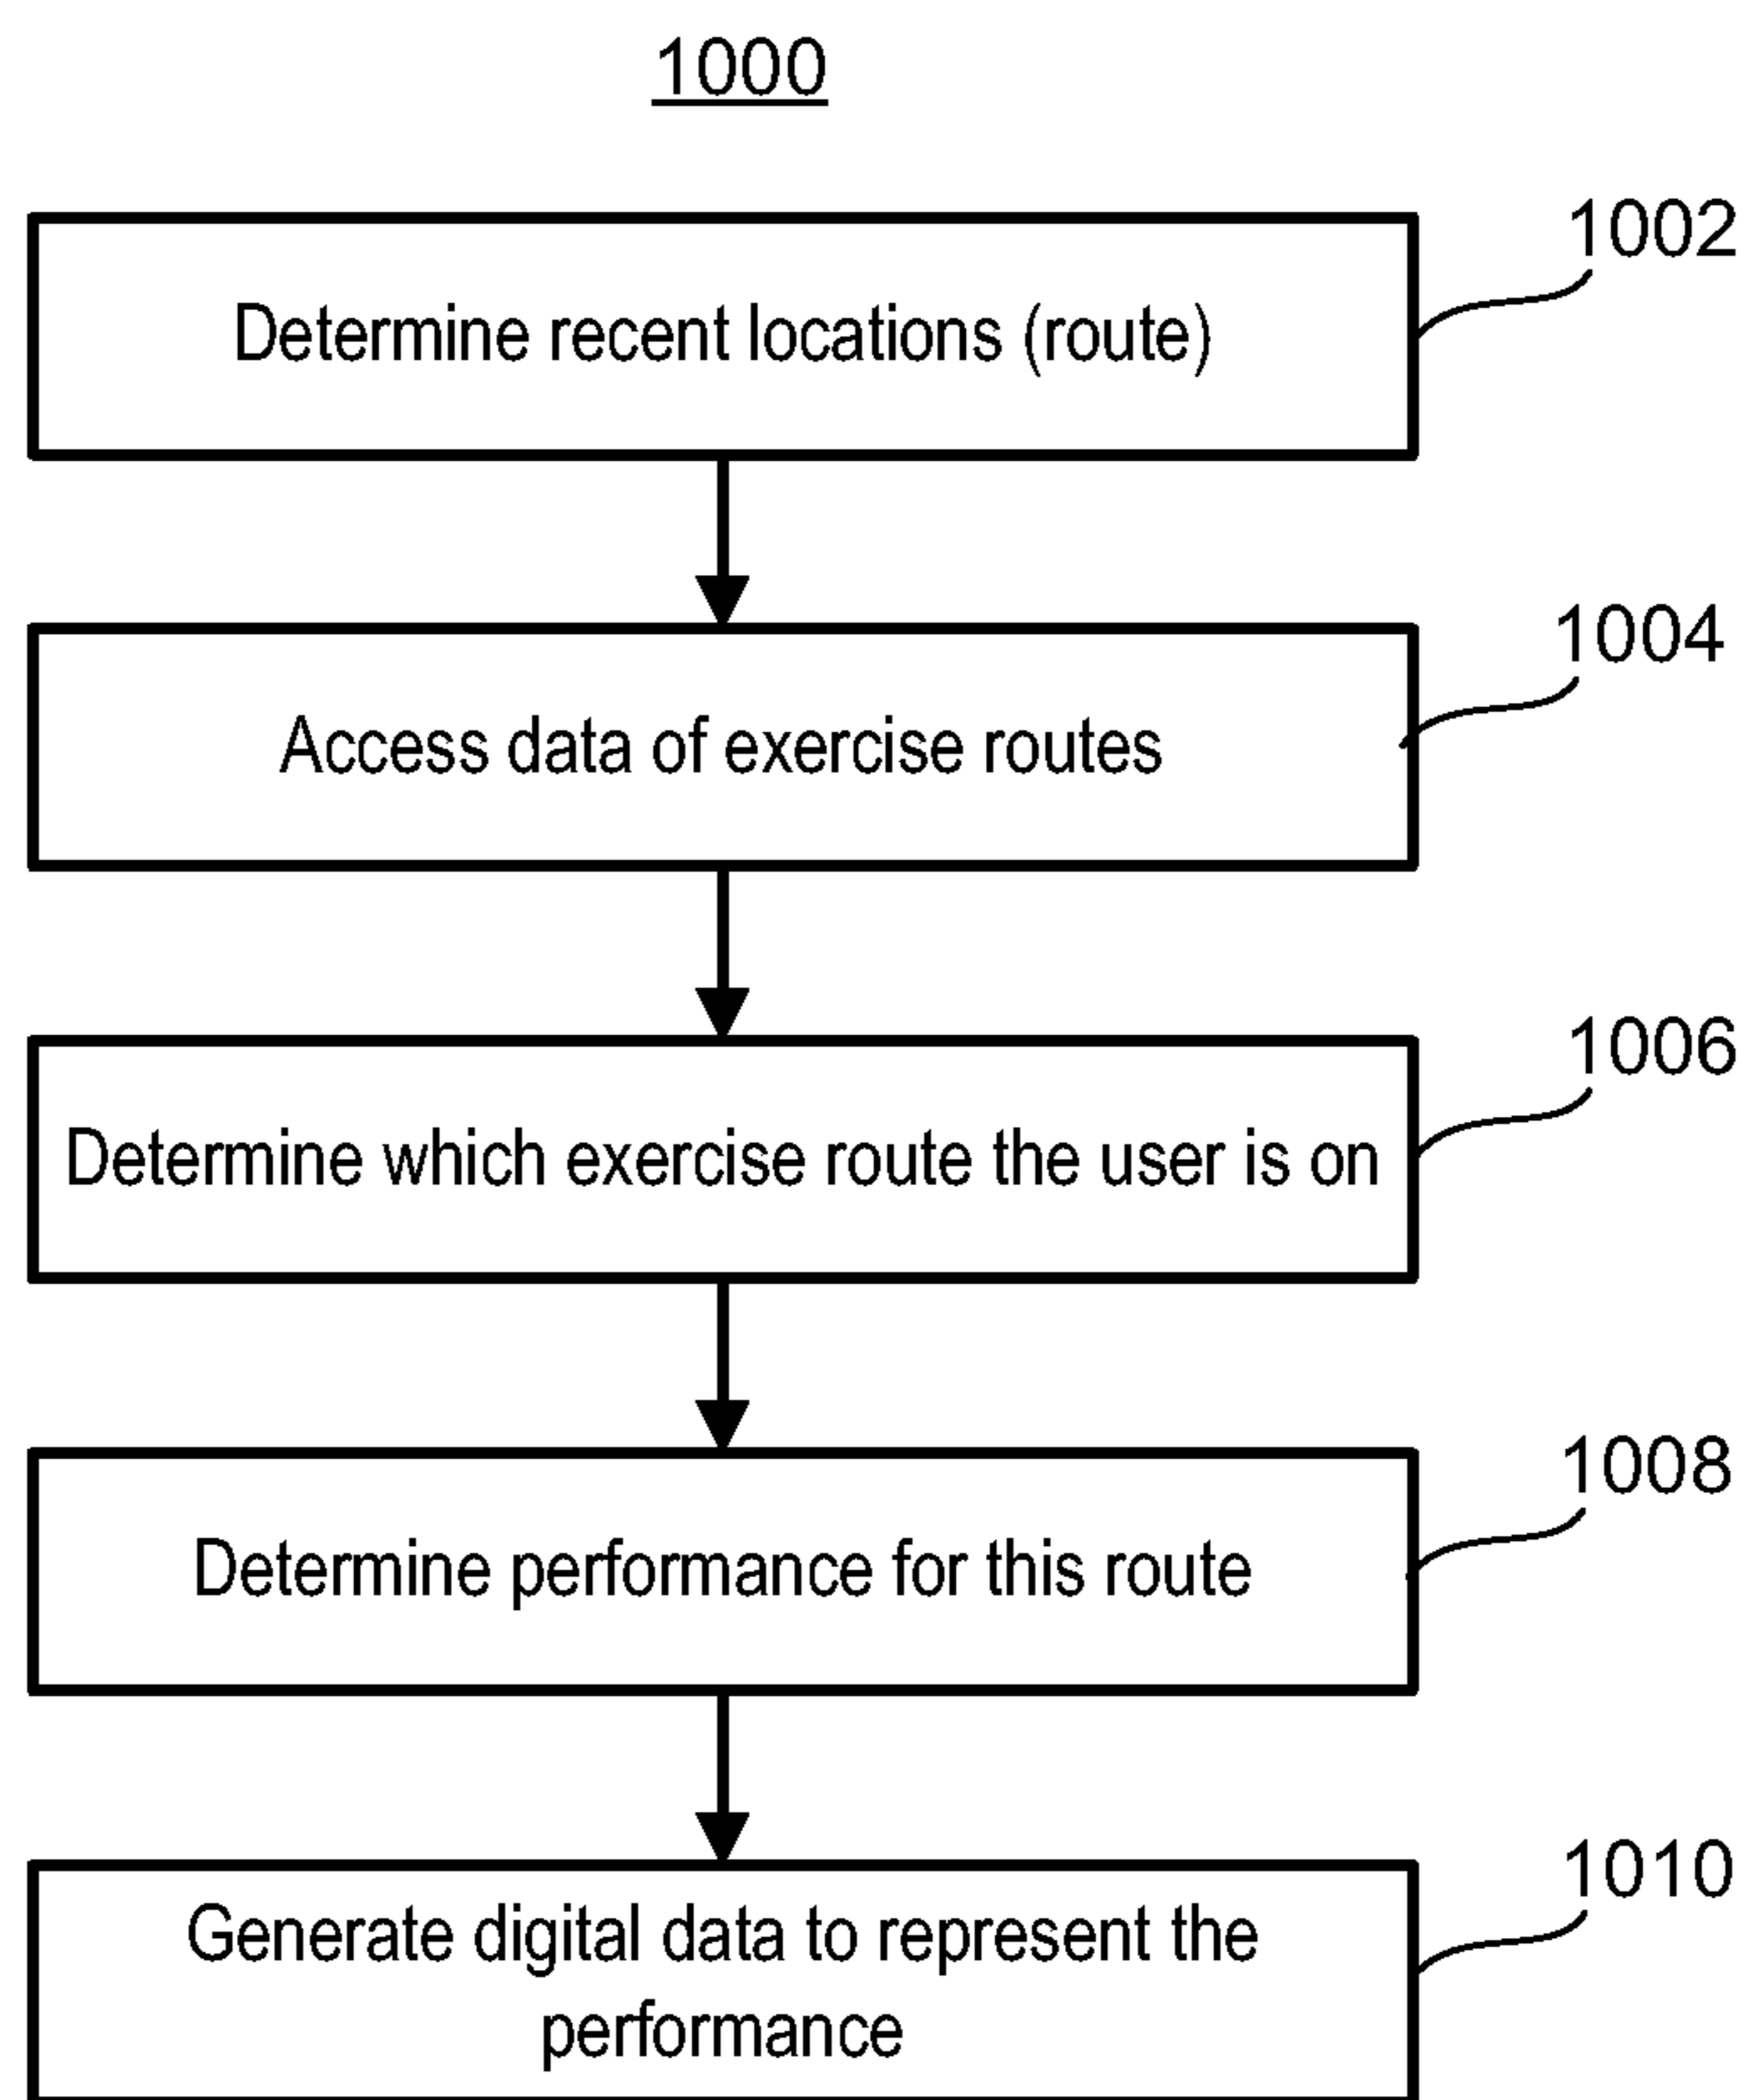 1000
1002
Determine recent locations (route)
1004
Access data of exercise routes
1006
Determine which exercise route the user is on
1008
Determine performance for this route
1010
Generate digital data to represent the
performance